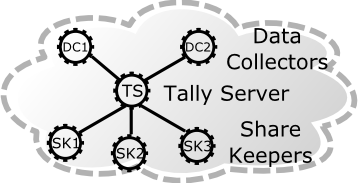 DC1
DC2
Data
Collectors
TS
Tally Server
SK1
SK2
SK3
Share
Keepers